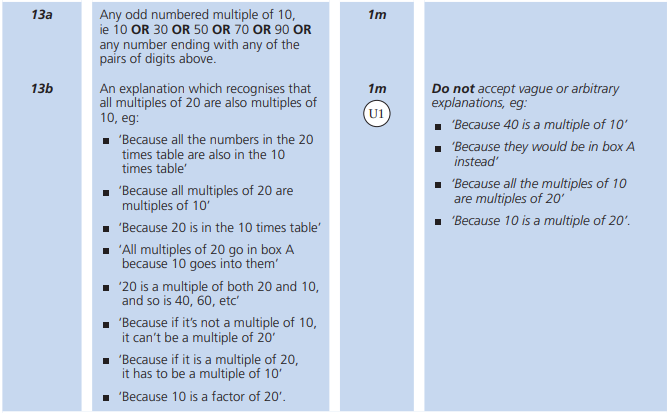 13a
Any odd numbered multiple of 10,
ie 10 OR 30 OR 50 OR 70 OR 90 OR
any number ending with any of the
pairs of digits above.
1m
13b
An explanation which recognises that
all multiples of 20 are also multiples of
10, eg:
■ ‘Because all the numbers in the 20
times table are also in the 10
times table’
■ ‘Because all multiples of 20 are
multiples of 10’
■ ‘Because 20 is in the 10 times table’
■ ‘All multiples of 20 go in box A
because 10 goes into them’
■ ‘20 is a multiple of both 20 and 10,
and so is 40, 60, etc’
■ ‘Because if it’s not a multiple of 10,
it can’t be a multiple of 20’
■ ‘Because if it is a multiple of 20,
it has to be a multiple of 10’
■ ‘Because 10 is a factor of 20’.
1m
U1
Do not accept vague or arbitrary
explanations, eg:
■ ‘Because 40 is a multiple of 10’
■ ‘Because they would be in box A
instead’
■ ‘Because all the multiples of 10
are multiples of 20’
■ ‘Because 10 is a multiple of 20’.